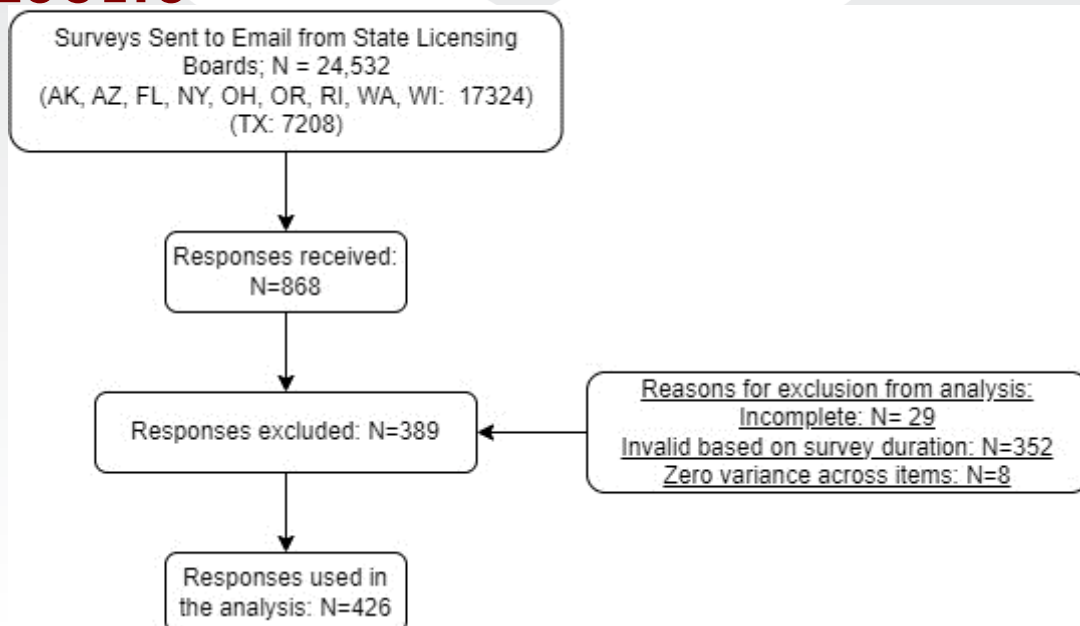 Surveys Sent to Email from State Licensing
Boards; N = 24,532
(AK, AZ, FL, NY, OH, OR, RI, WA, WI: 17324)
(TX: 7208)
Responses received:
N=868
Responses excluded: N=389
Reasons for exclusion from analysis:
Incomplete: N= 29
Invalid based on survey duration: N=352
Zero variance across items: N=8
Responses used in
the analysis: N=426